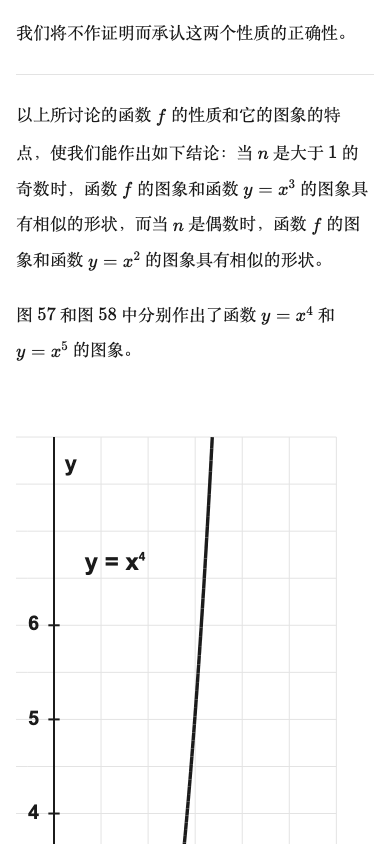 我们将不作证明而承认这两个性质的正确性。
以上所讨论的函数 f 的性质和它的图象的特
点，使我们能作出如下结论：当 n 是大于 1 的
奇数时，函数 f 的图象和函数 y = x³ 的图象具
有相似的形状，而当 n 是偶数时，函数 f 的图
象和函数 y = x² 的图象具有相似的形状。
图 57 和图 58 中分别作出了函数 y = x⁴ 和
y = x⁵ 的图象。
y
y = x⁴
6
5
4